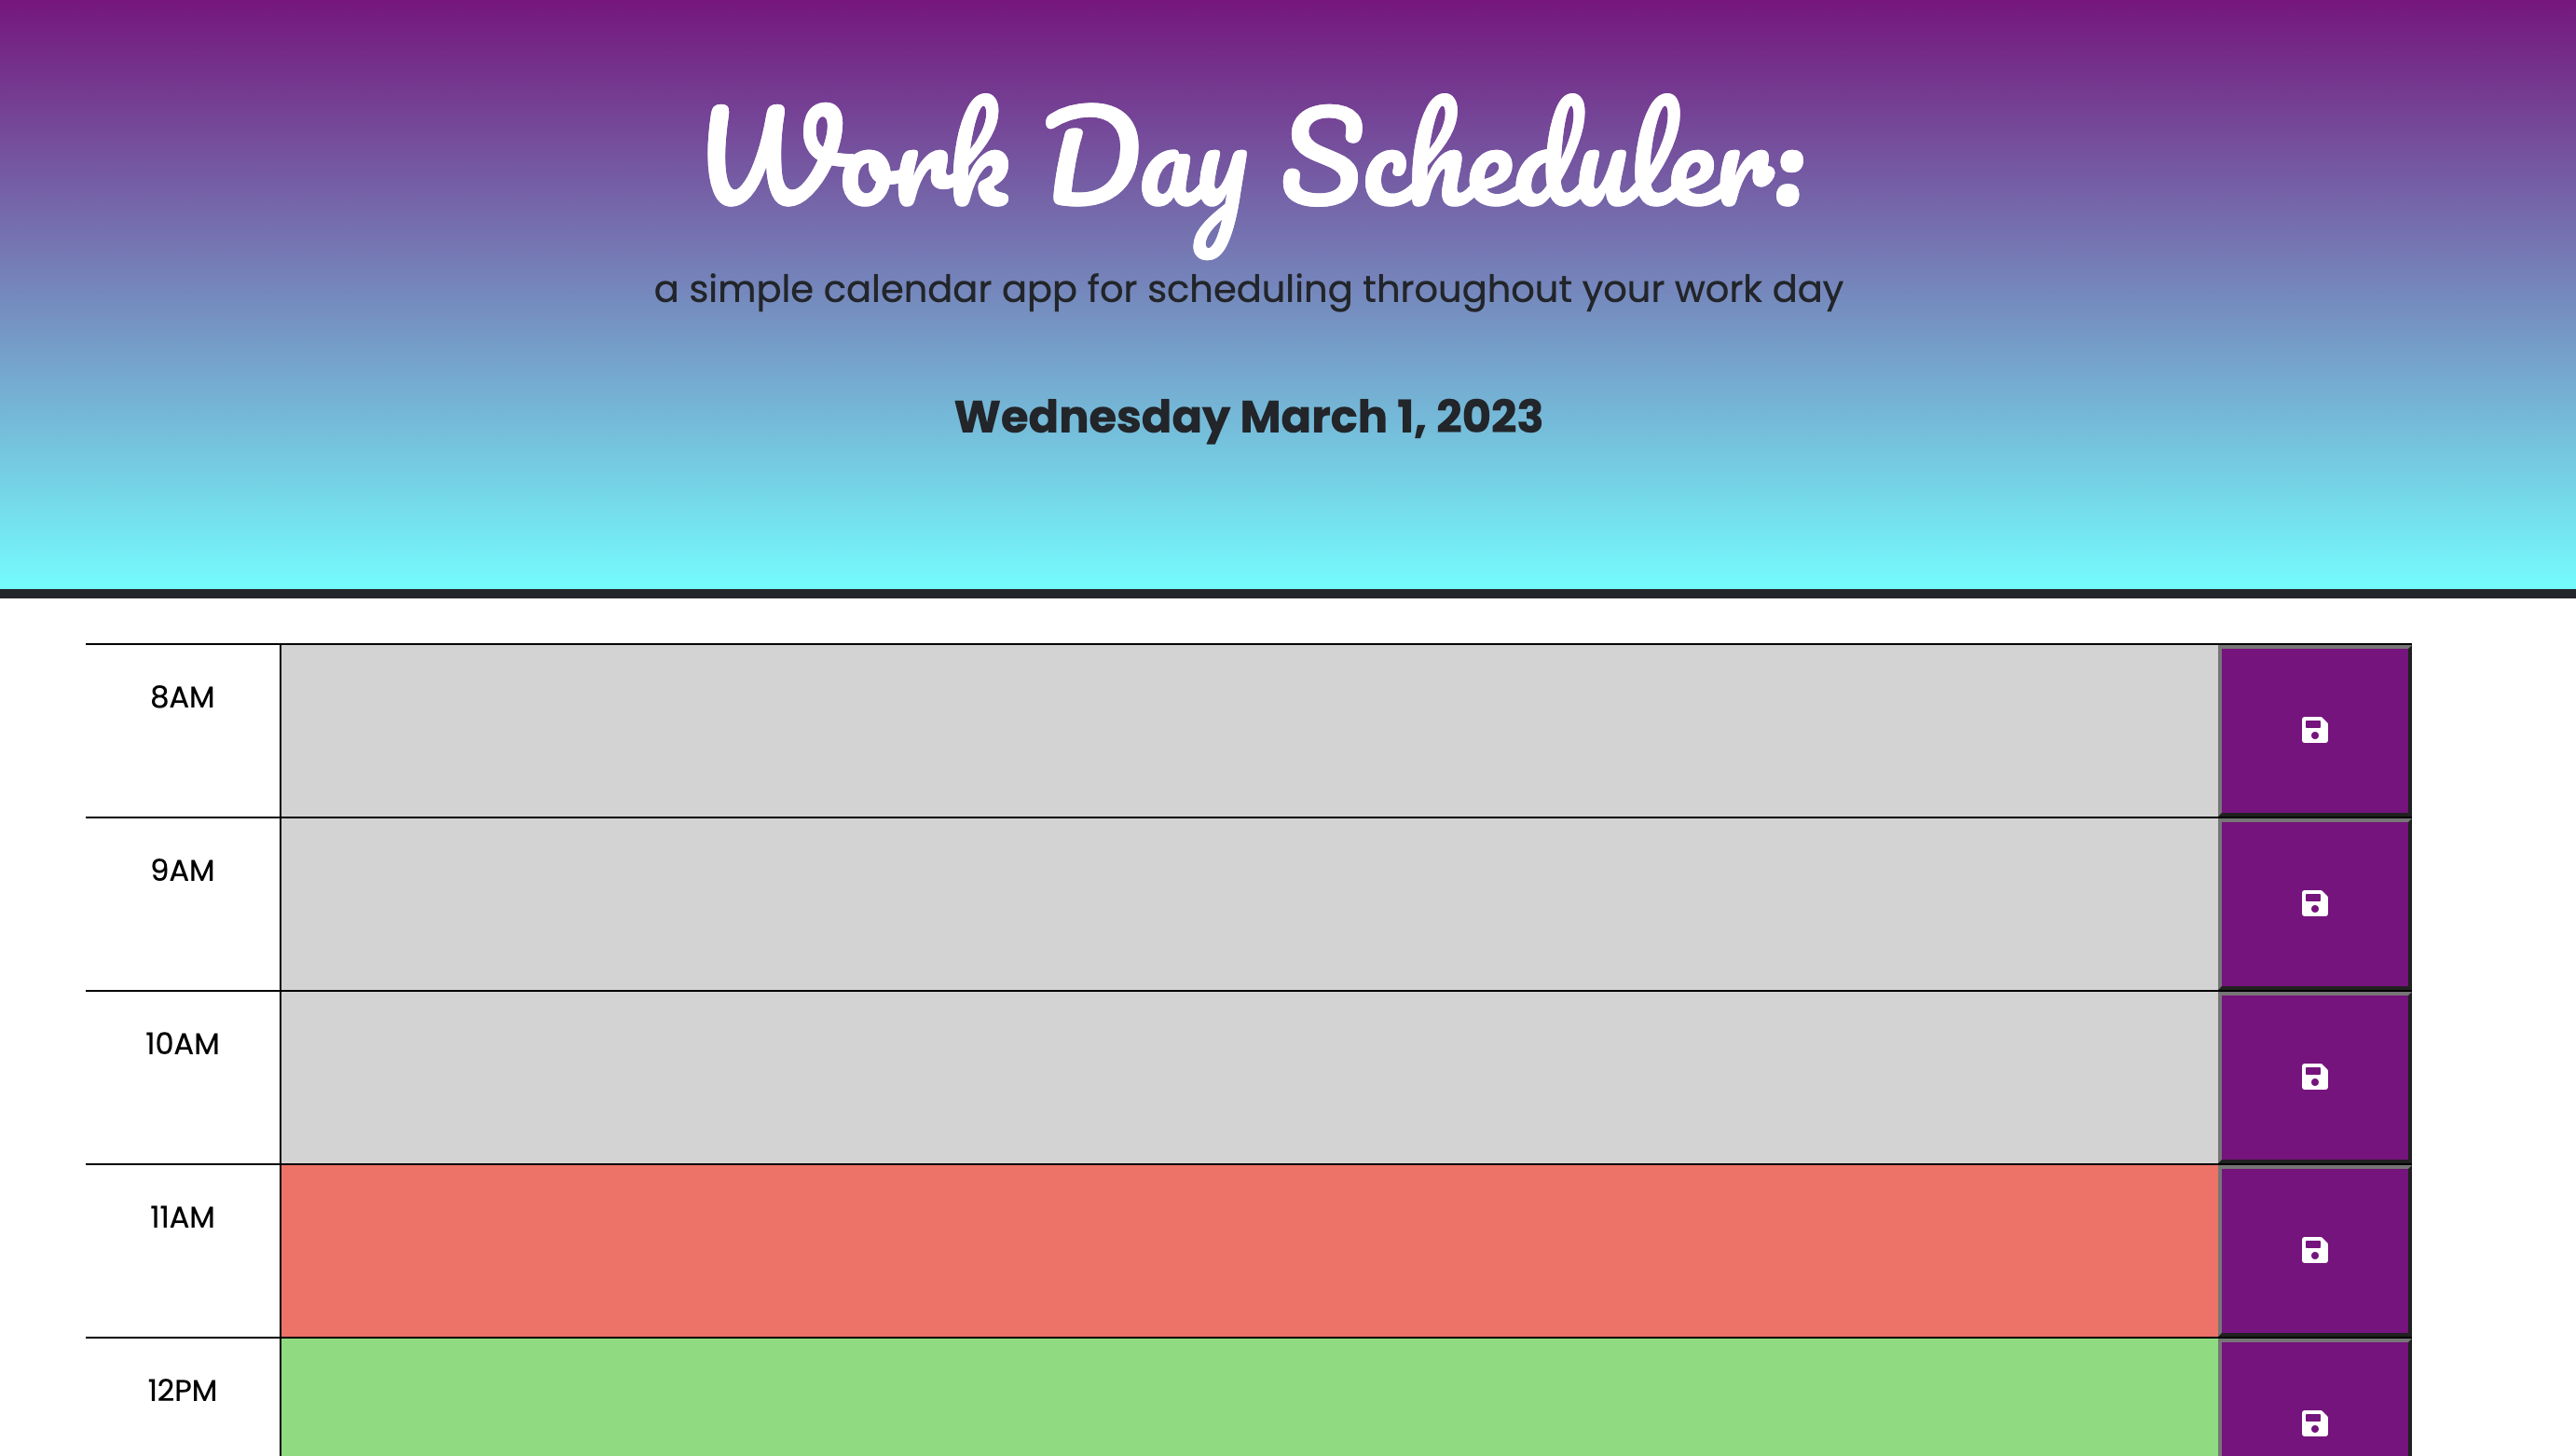 Work Day Scheduler:
a simple calendar app for scheduling throughout your work day
Wednesday March 1, 2023
8AM
9AM
10AM
11AM
12PM